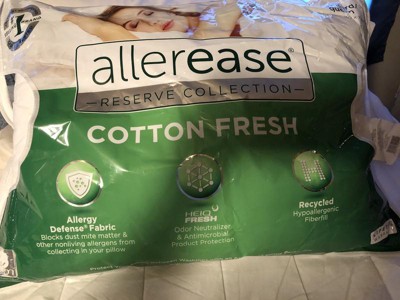 1
allerease®
RESERVE COLLECTION
COTTON FRESH
Allergy
Defense® Fabric
Blocks dust mite matter &
other nonliving allergens from
collecting in your pillow
HEIQ
FRESH
Odor Neutralizer
& Antimicrobial
Product Protection
Recycled
Hypoallergenic
Fiberfill